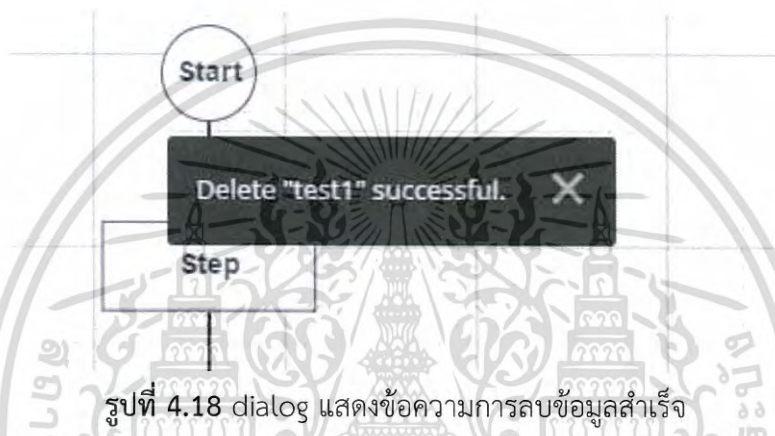 Start
Delete "test1" successful.
Step
รูปที่ 4.18 dialog แสดงข้อความการลบข้อมูลสำเร็จ